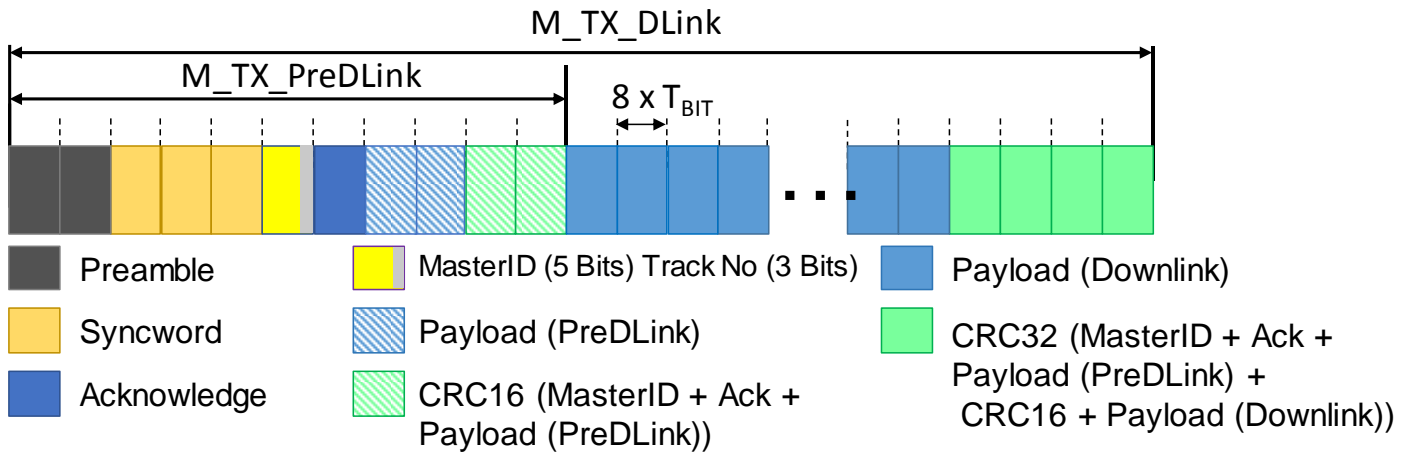 M_TX_DLink
M_TX_PreDLink
8 x TBIT
. . .
Preamble
MasterID (5 Bits) Track No (3 Bits)
Payload (Downlink)
Syncword
Payload (PreDLink)
CRC32 (MasterID + Ack +
Payload (PreDLink) +
CRC16 + Payload (Downlink))
Acknowledge
CRC16 (MasterID + Ack +
Payload (PreDLink))